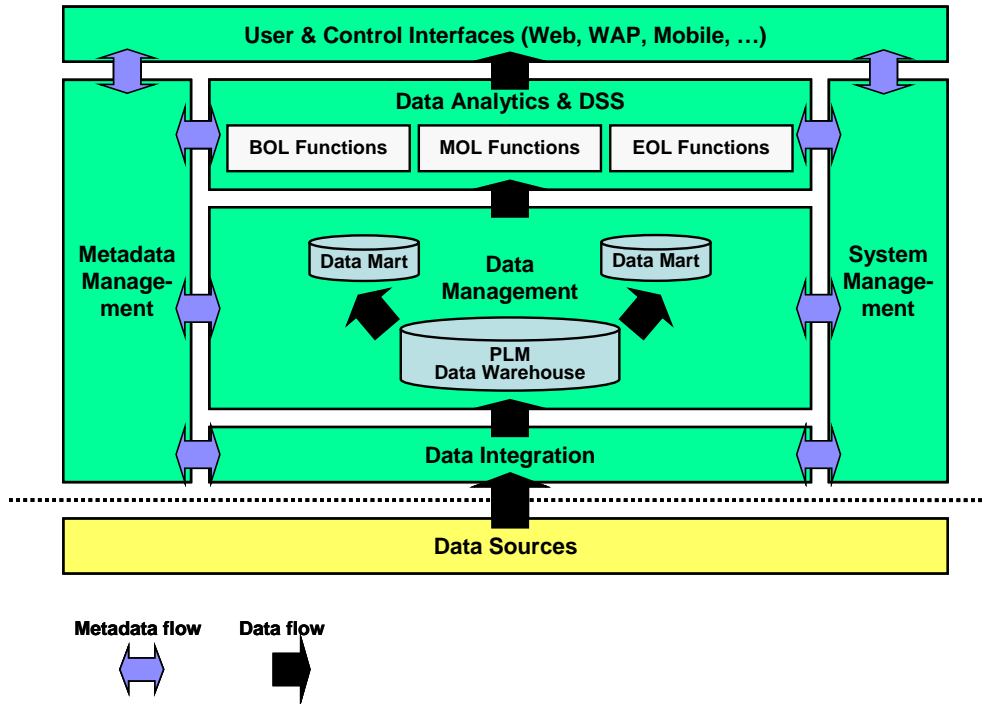 User & Control Interfaces (Web, WAP, Mobile, …)
Data Analytics & DSS
BOL Functions
MOL Functions
EOL Functions
Metadata
Manage-
ment
Data Mart
Data
Management
Data Mart
System
Manage-
ment
PLM
Data Warehouse
Data Integration
Data Sources
Metadata flow
Data flow